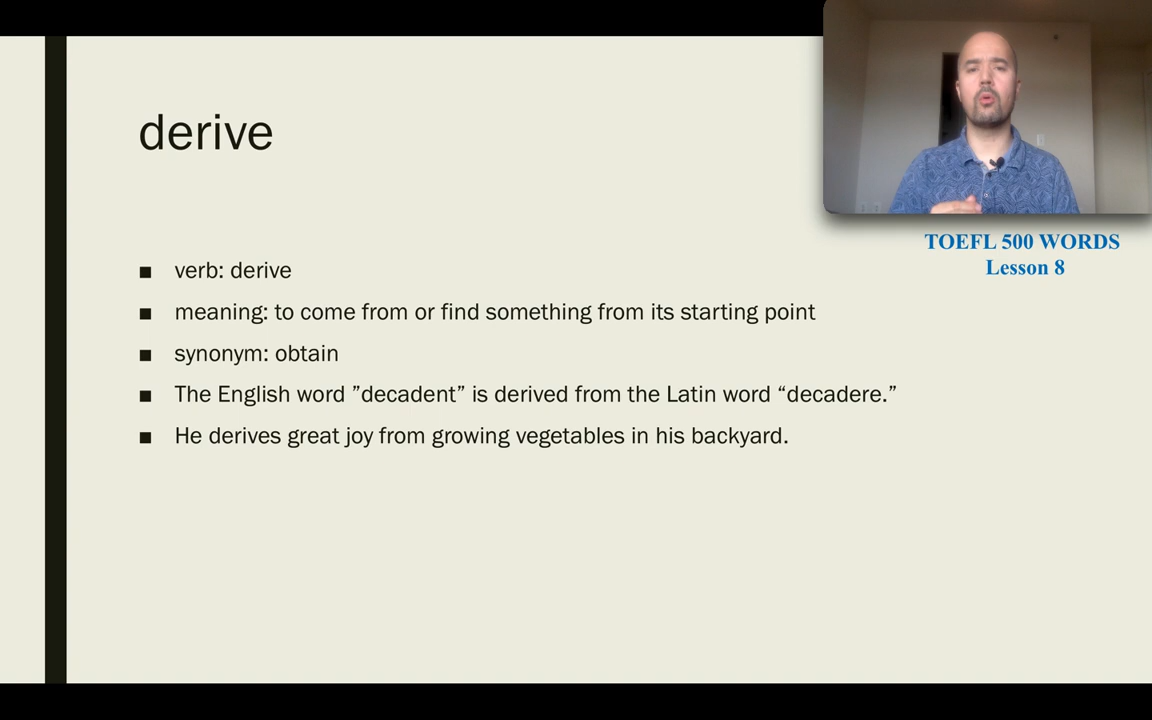 derive
TOEFL 500 WORDS
Lesson 8
■ verb: derive
■ meaning: to come from or find something from its starting point
■ synonym: obtain
■ The English word ”decadent” is derived from the Latin word “decadere.”
■ He derives great joy from growing vegetables in his backyard.